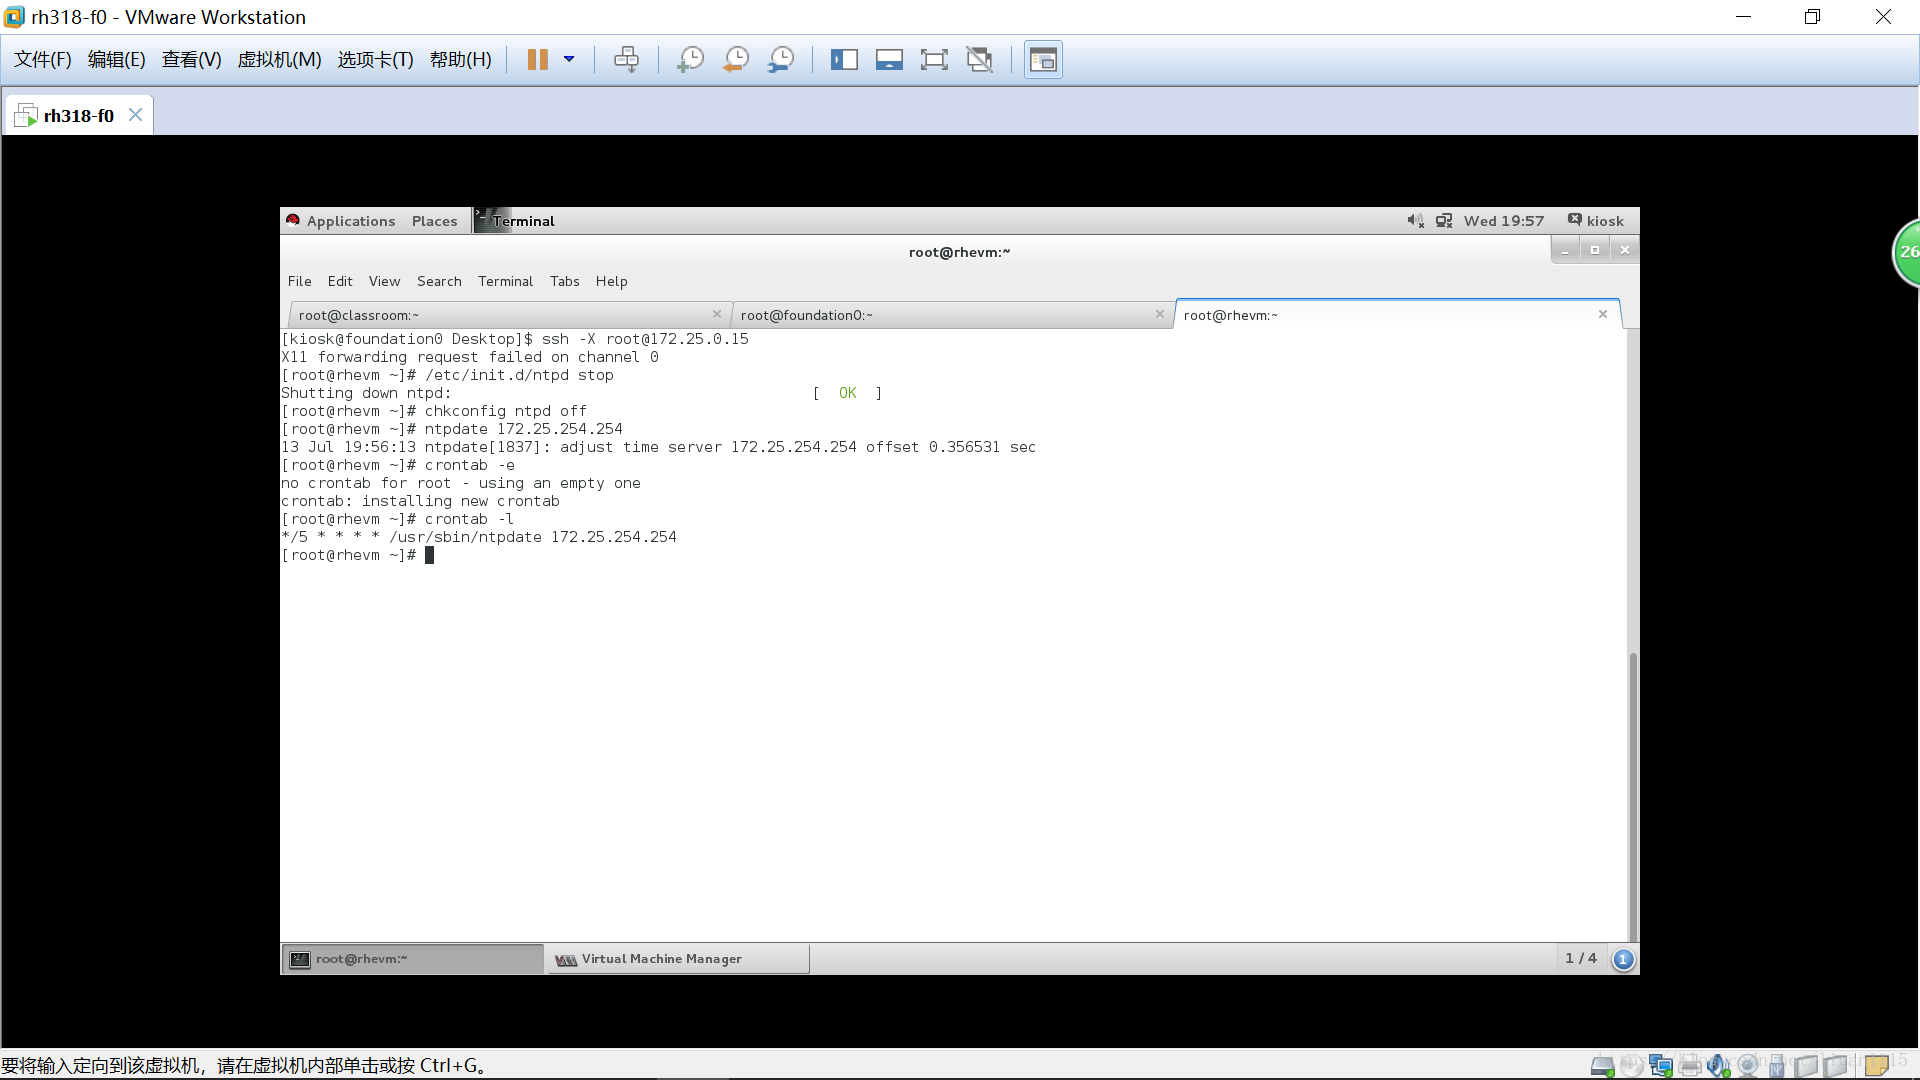 rh318-f0 - VMware Workstation
文件(F) 编辑(E) 查看(V) 虚拟机(M) 选项卡(T) 帮助(H)
rh318-f0
Applications Places Terminal Wed 19:57 kiosk
root@rhevm:~
File Edit View Search Terminal Tabs Help
root@classroom:~ root@foundation0:~ root@rhevm:~
[kiosk@foundation0 Desktop]$ ssh -X root@172.25.0.15
X11 forwarding request failed on channel 0
[root@rhevm ~]# /etc/init.d/ntpd stop
Shutting down ntpd: [ OK ]
[root@rhevm ~]# chkconfig ntpd off
[root@rhevm ~]# ntpdate 172.25.254.254
13 Jul 19:56:13 ntpdate[1837]: adjust time server 172.25.254.254 offset 0.356531 sec
[root@rhevm ~]# crontab -e
no crontab for root - using an empty one
crontab: installing new crontab
[root@rhevm ~]# crontab -l
*/5 * * * * /usr/sbin/ntpdate 172.25.254.254
[root@rhevm ~]#
26
root@rhevm:~ Virtual Machine Manager 1 / 4 1
要将输入定向到该虚拟机，请在虚拟机内部单击或按 Ctrl+G。